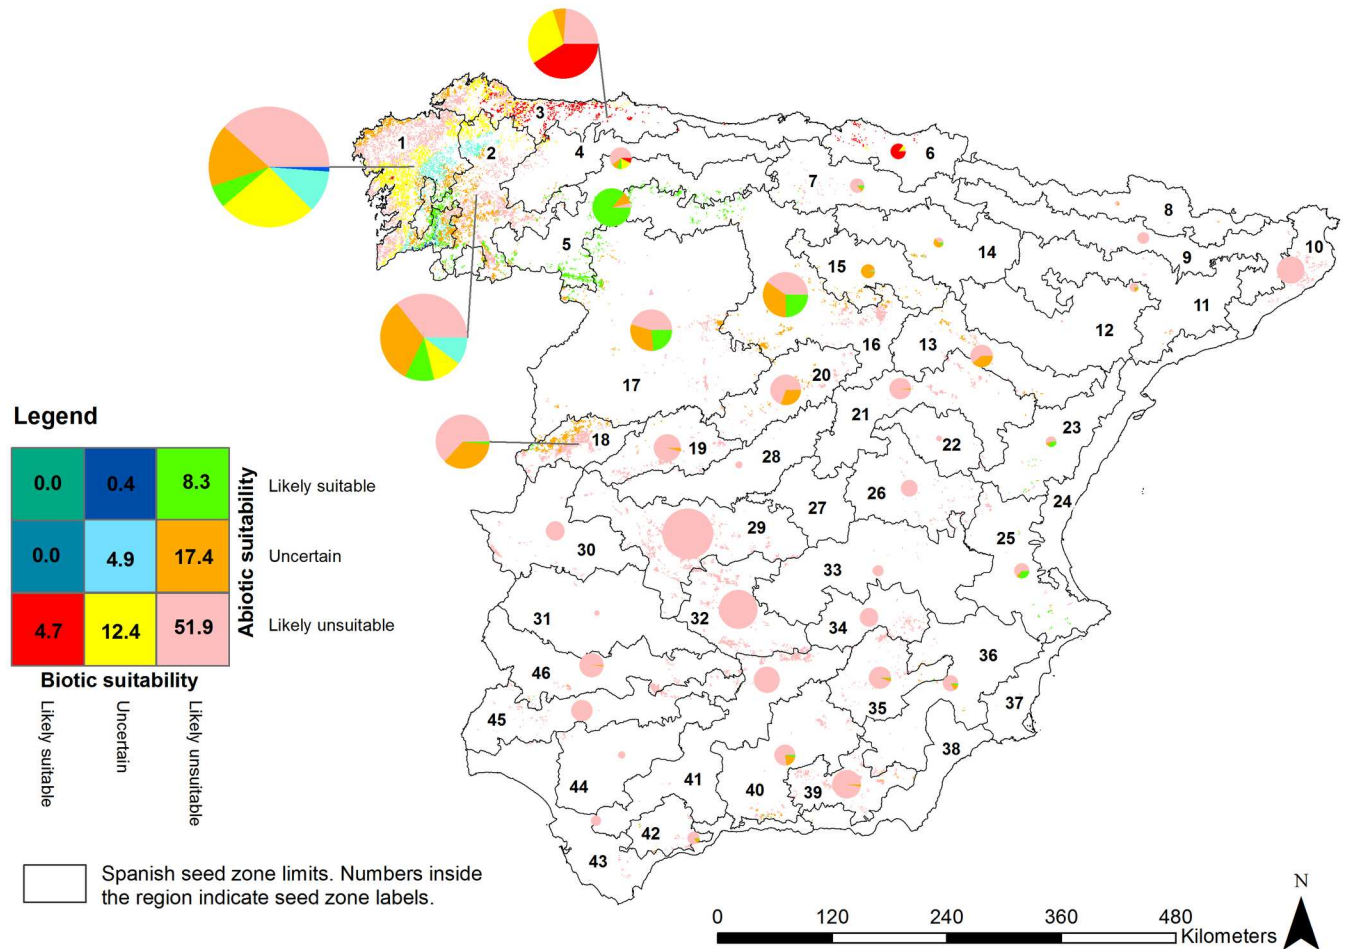 3
1
2
4
6
7
8
5
14
10
15
9
11
12
16
13
17
20
21
23
18
19
22
28
26
24
27
29
25
30
33
31
32
34
46
36
35
37
45
38
44
41
40
39
42
43
Legend
0.0 0.4 8.3
0.0 4.9 17.4
4.7 12.4 51.9
Abiotic suitability
Likely suitable
Uncertain
Likely unsuitable
Biotic suitability
Likely suitable
Uncertain
Likely unsuitable
Spanish seed zone limits. Numbers inside
the region indicate seed zone labels.
N
0 120 240 360 480
Kilometers